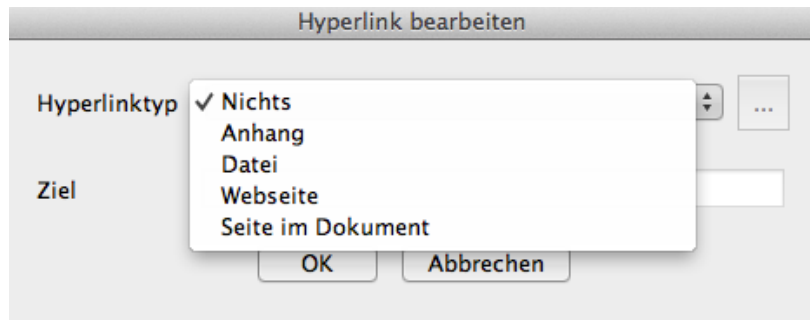 Hyperlink bearbeiten
Hyperlinktyp ✓ Nichts ...
Anhang
Datei
Ziel Webseite
Seite im Dokument
OK Abbrechen